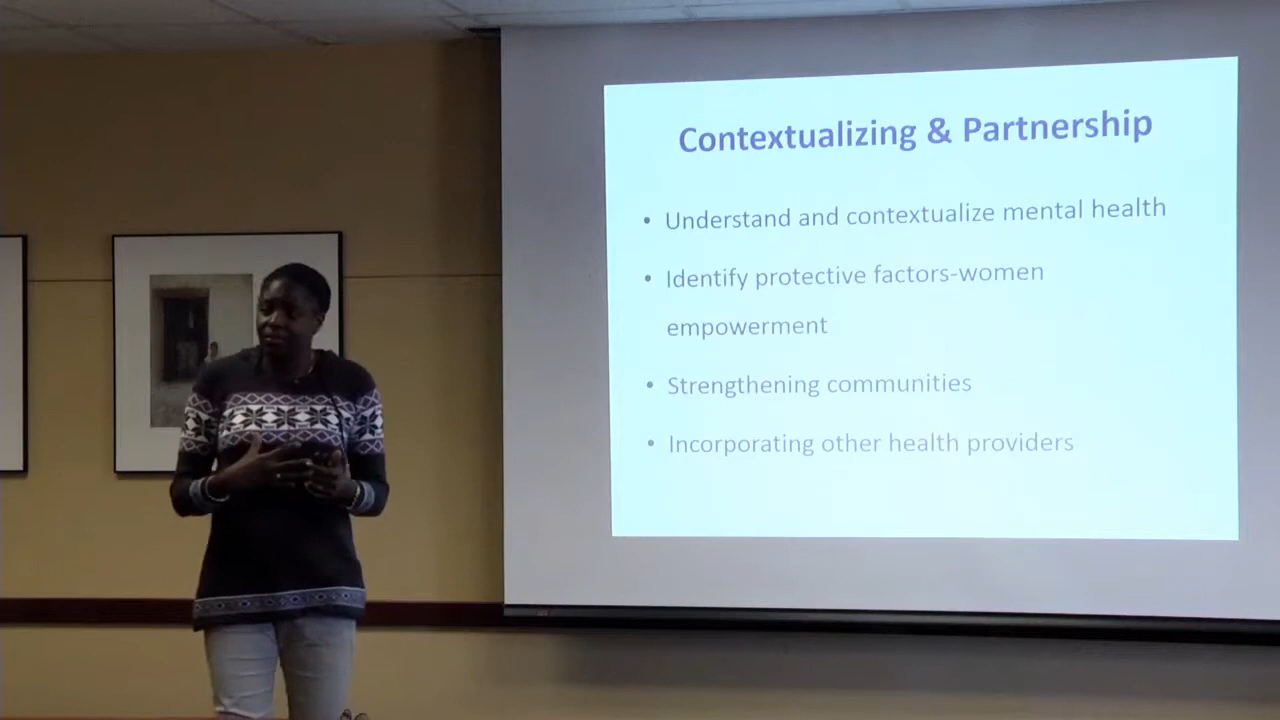 Contextualizing & Partnership
• Understand and contextualize mental health
• Identify protective factors-women
empowerment
• Strengthening communities
• Incorporating other health providers